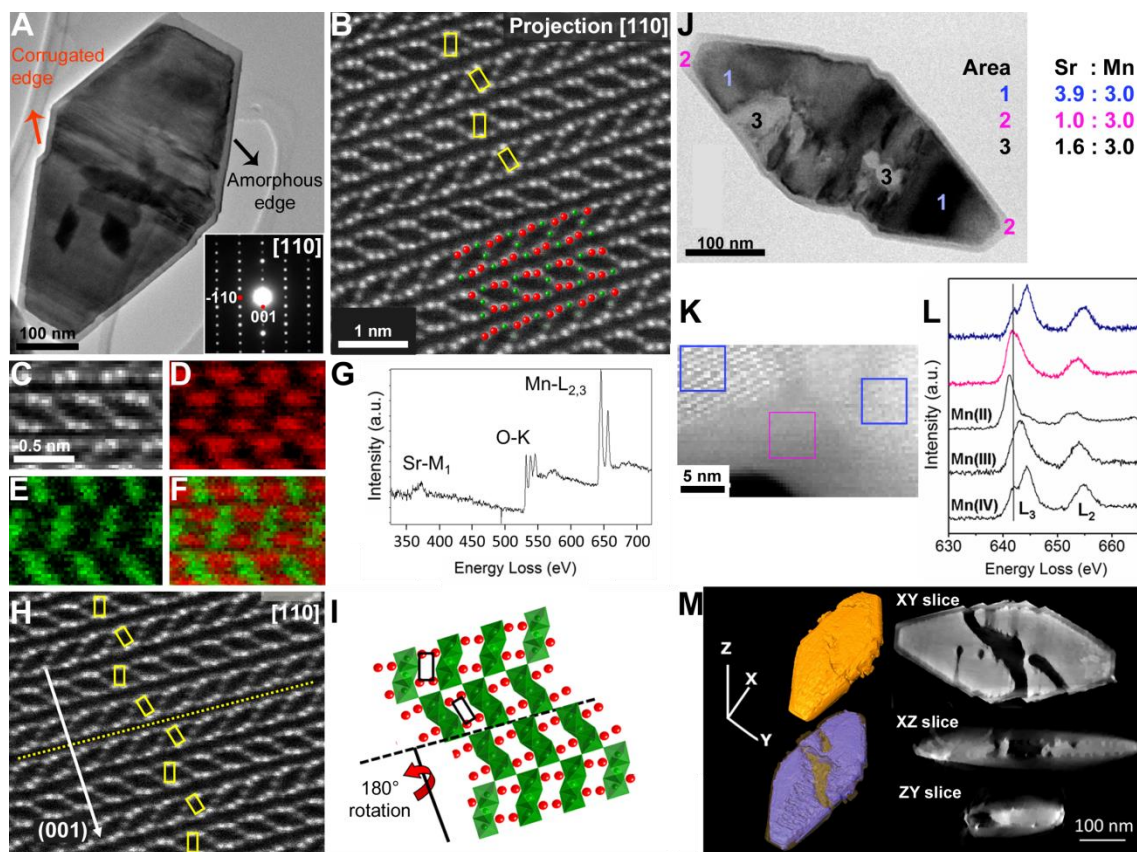 A
Corrugated
edge
Amorphous
edge
[110]
-110
001
100 nm
B
Projection [110]
1 nm
J
2
1
3
3
1
2
100 nm
Area Sr : Mn
1 3.9 : 3.0
2 1.0 : 3.0
3 1.6 : 3.0
C
0.5 nm
D
E
F
G
Mn-L2,3
O-K
Sr-M1
Intensity (a.u.)
350 400 450 500 550 600 650 700
Energy Loss (eV)
K
5 nm
L
Intensity (a.u.)
Mn(II)
Mn(III)
Mn(IV)
L3
L2
630 640 650 660
Energy Loss (eV)
H
[110]
(001)
I
180°
rotation
M
Z
X
Y
XY slice
XZ slice
ZY slice
100 nm